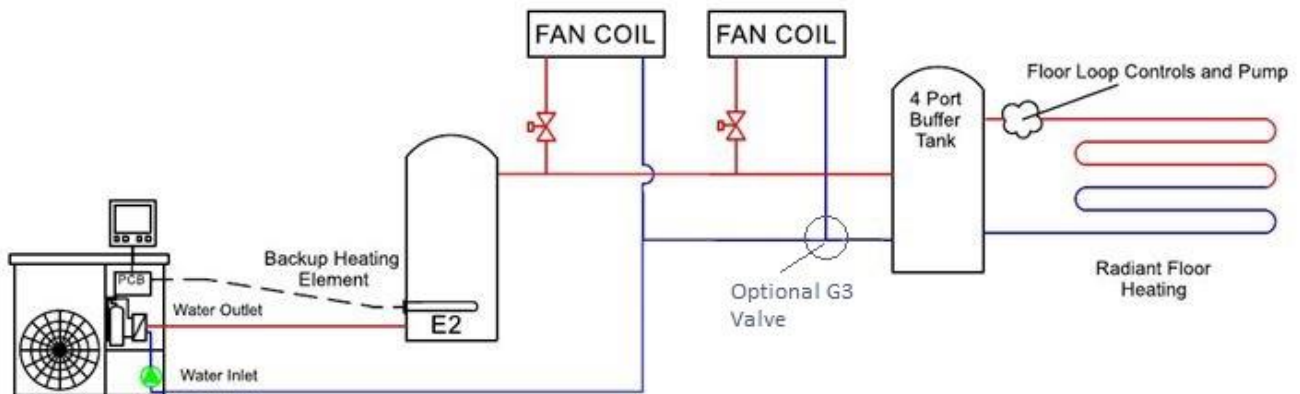 FAN COIL
FAN COIL
Floor Loop Controls and Pump
4 Port
Buffer
Tank
Backup Heating
Element
PCB
Water Outlet
E2
Optional G3
Valve
Radiant Floor
Heating
Water Inlet